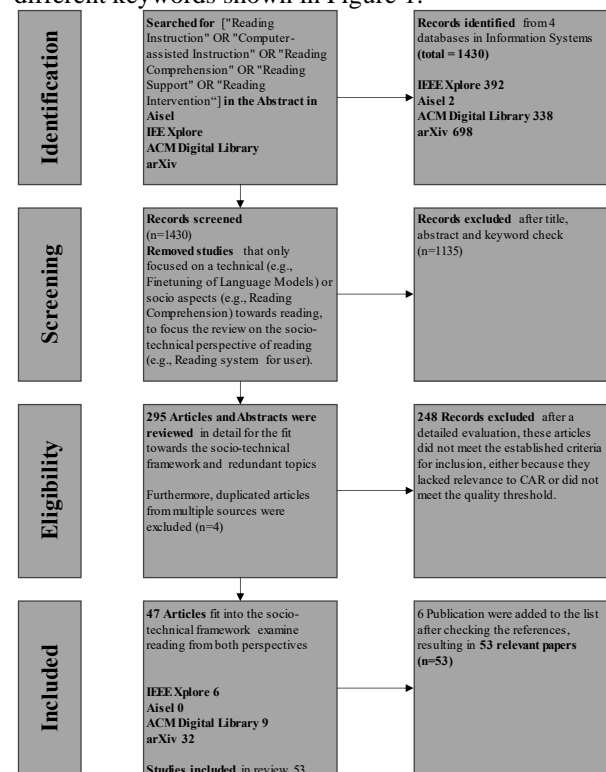 different keywords shown in Figure 1.
Identification
Searched for ["Reading
Instruction" OR "Computer-
assisted Instruction" OR "Reading
Comprehension" OR "Reading
Support" OR "Reading
Intervention“] in the Abstract in
Aisel
IEE Xplore
ACM Digital Library
arXiv
Records identified from 4
databases in Information Systems
(total = 1430)
IEEE Xplore 392
Aisel 2
ACM Digital Library 338
arXiv 698
Screening
Records screened
(n=1430)
Removed studies that only
focused on a technical (e.g.,
Finetuning of Language Models) or
socio aspects (e.g., Reading
Comprehension) towards reading,
to focus the review on the socio-
technical perspective of reading
(e.g., Reading system for user).
Records excluded after title,
abstract and keyword check
(n=1135)
Eligibility
295 Articles and Abstracts were
reviewed in detail for the fit
towards the socio-technical
framework and redundant topics
Furthermore, duplicated articles
from multiple sources were
excluded (n=4)
248 Records excluded after a
detailed evaluation, these articles
did not meet the established criteria
for inclusion, either because they
lacked relevance to CAR or did not
meet the quality threshold.
Included
47 Articles fit into the socio-
technical framework examine
reading from both perspectives
IEEE Xplore 6
Aisel 0
ACM Digital Library 9
arXiv 32
Studies included in review 53
6 Publication were added to the list
after checking the references,
resulting in 53 relevant papers
(n=53)